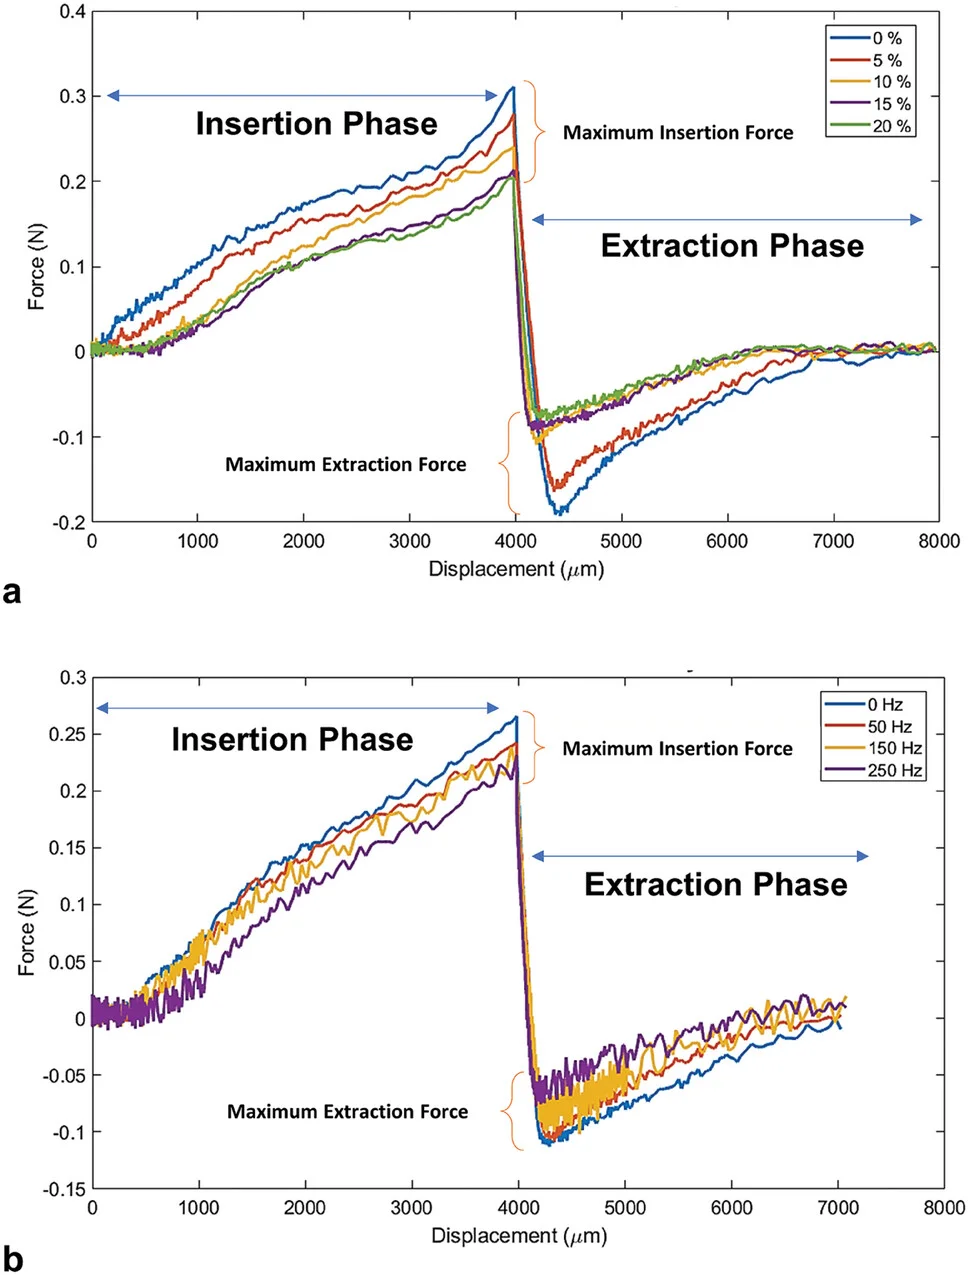 0.4
0.3
0.2
0.1
0
-0.1
-0.2
Force (N)
0 %
5 %
10 %
15 %
20 %
Insertion Phase
Maximum Insertion Force
Extraction Phase
Maximum Extraction Force
0 1000 2000 3000 4000 5000 6000 7000 8000
Displacement (μm)
a
0.3
0.25
0.2
0.15
0.1
0.05
0
-0.05
-0.1
-0.15
Force (N)
0 Hz
50 Hz
150 Hz
250 Hz
Insertion Phase
Maximum Insertion Force
Extraction Phase
Maximum Extraction Force
0 1000 2000 3000 4000 5000 6000 7000 8000
Displacement (μm)
b